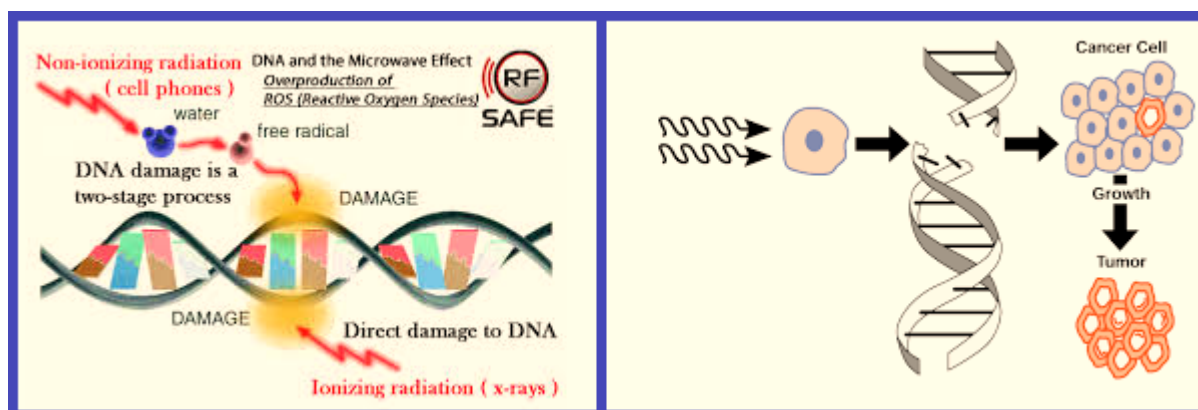 Non-ionizing radiation
( cell phones )
DNA and the Microwave Effect
Overproduction of
ROS (Reactive Oxygen Species)
RF
SAFE™
water
free radical
DNA damage is a
two-stage process
DAMAGE
DAMAGE
Direct damage to DNA
Ionizing radiation ( x-rays )
Cancer Cell
Growth
Tumor